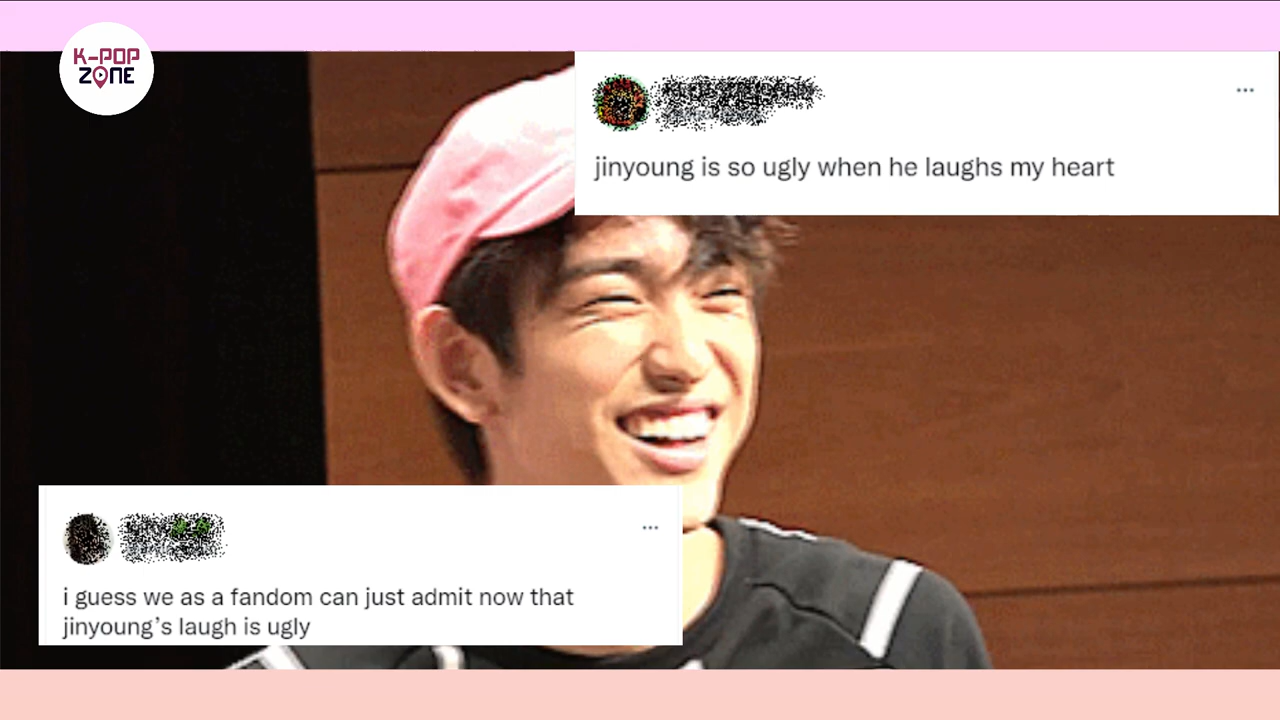 K-POP
ZONE
jinyoung is so ugly when he laughs my heart
i guess we as a fandom can just admit now that
jinyoung's laugh is ugly